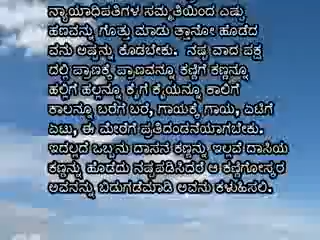 ನ್ಯಾಯಾಧಿಪತಿಗಳ ಸಮ್ಮತಿಯಿಂದ ಎಷ್ಟು
ಹಣವನ್ನು ಗೊತ್ತು ಮಾಡು ತ್ತಾನೋ ಹೊಡೆದ
ವನು ಅಷ್ಟನ್ನು ಕೊಡಬೇಕು. ನಷ್ಟ ವಾದ ಪಕ್ಷ
ದಲ್ಲಿ ಪ್ರಾಣಕ್ಕೆ ಪ್ರಾಣವನ್ನೂ ಕಣ್ಣಿಗೆ ಕಣ್ಣನ್ನೂ
ಹಲ್ಲಿಗೆ ಹಲ್ಲನ್ನೂ ಕೈಗೆ ಕೈಯನ್ನೂ ಕಾಲಿಗೆ
ಕಾಲನ್ನೂ ಬರೆಗೆ ಬರೆ, ಗಾಯಕ್ಕೆ ಗಾಯ, ಏಟಿಗೆ
ಏಟು, ಈ ಮೇರೆಗೆ ಪ್ರತಿದಂಡನೆಯಾಗಬೇಕು.
ಇದಲ್ಲದೆ ಒಬ್ಬನು ದಾಸನ ಕಣ್ಣನ್ನು ಇಲ್ಲವೇ ದಾಸಿಯ
ಕಣ್ಣನ್ನು ಹೊಡೆದು ನಷ್ಟಪಡಿಸಿದರೆ ಆ ಕಣ್ಣಿಗೋಸ್ಕರ
ಅವನನ್ನು ಬಿಡುಗಡೆಮಾಡಿ ಅವನು ಕಳುಹಿಸಲಿ.